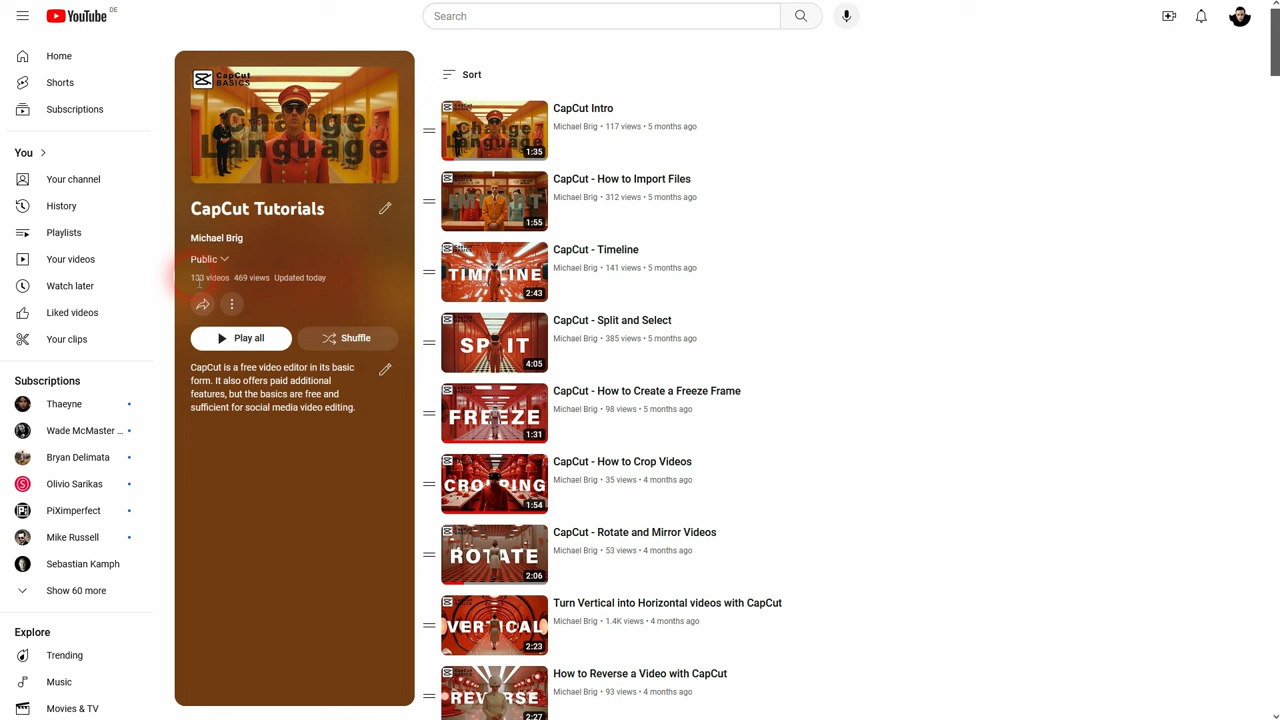 YouTube DE
Search
Home
Shorts
Subscriptions
You
Your channel
History
Playlists
Your videos
Watch later
Liked videos
Your clips
Subscriptions
Thaeyne
Wade McMaster ...
Bryan Delimata
Olivio Sarikas
PiXimperfect
Mike Russell
Sebastian Kamph
Show 60 more
Explore
Trending
Music
Movies & TV
CapCut
BASICS
Change
Language
CapCut Tutorials
Michael Brig
Public
videos 469 views Updated today
Play all
Shuffle
CapCut is a free video editor in its basic
form. It also offers paid additional
features, but the basics are free and
sufficient for social media video editing.
Sort
Change
Language
1:35
CapCut Intro
Michael Brig • 117 views • 5 months ago
IMPORT
1:55
CapCut - How to Import Files
Michael Brig • 312 views • 5 months ago
TIMELINE
2:43
CapCut - Timeline
Michael Brig • 141 views • 5 months ago
SPLIT
4:05
CapCut - Split and Select
Michael Brig • 385 views • 5 months ago
FREEZE
1:31
CapCut - How to Create a Freeze Frame
Michael Brig • 98 views • 5 months ago
CROPPING
1:54
CapCut - How to Crop Videos
Michael Brig • 35 views • 4 months ago
ROTATE
2:06
CapCut - Rotate and Mirror Videos
Michael Brig • 53 views • 4 months ago
VERTICAL
2:23
Turn Vertical into Horizontal videos with CapCut
Michael Brig • 1.4K views • 4 months ago
CapCut
BASICS
REVERSE
2:27
How to Reverse a Video with CapCut
Michael Brig • 93 views • 4 months ago